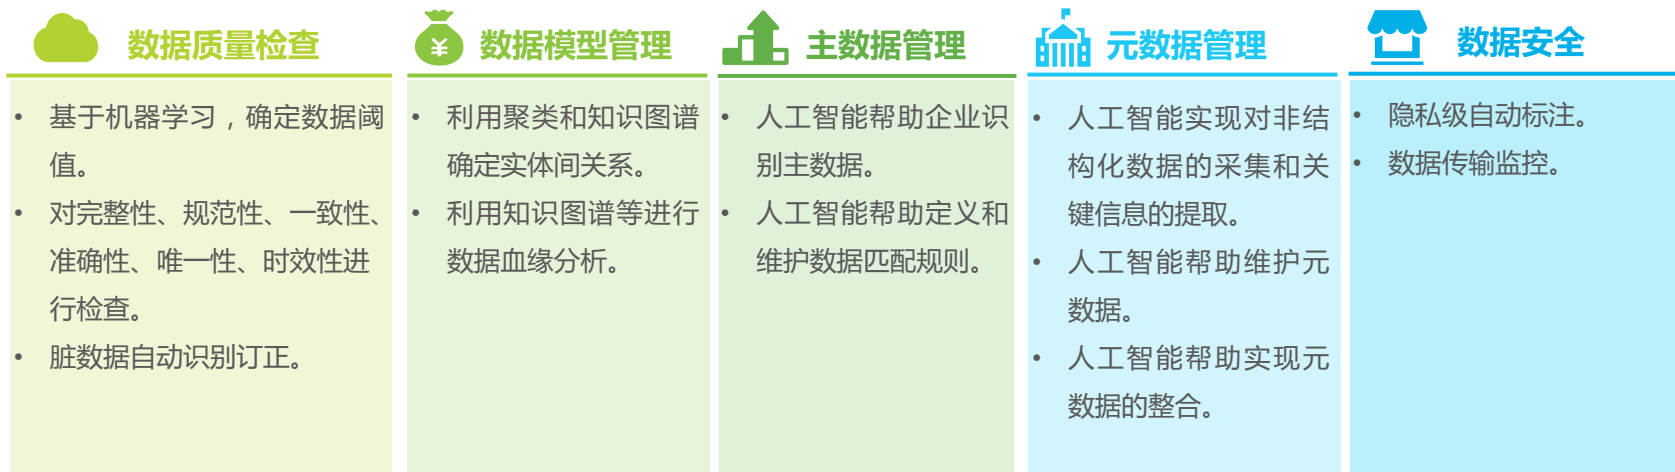 数据质量检查
• 基于机器学习，确定数据阈
值。
• 对完整性、规范性、一致性、
准确性、唯一性、时效性进
行检查。
• 脏数据自动识别订正。
¥
数据模型管理
• 利用聚类和知识图谱
确定实体间关系。
• 利用知识图谱等进行
数据血缘分析。
主数据管理
• 人工智能帮助企业识
别主数据。
• 人工智能帮助定义和
维护数据匹配规则。
元数据管理
• 人工智能实现对非结
构化数据的采集和关
键信息的提取。
• 人工智能帮助维护元
数据。
• 人工智能帮助实现元
数据的整合。
数据安全
• 隐私级自动标注。
• 数据传输监控。